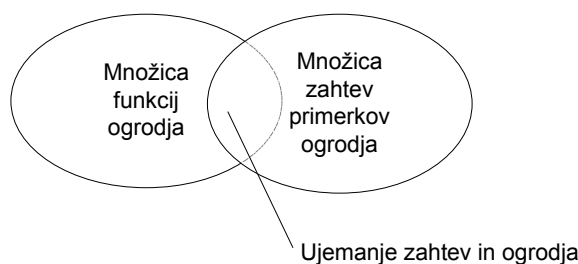 Množica
funkcij
ogrodja
Množica
zahtev
primerkov
ogrodja
Ujemanje zahtev in ogrodja